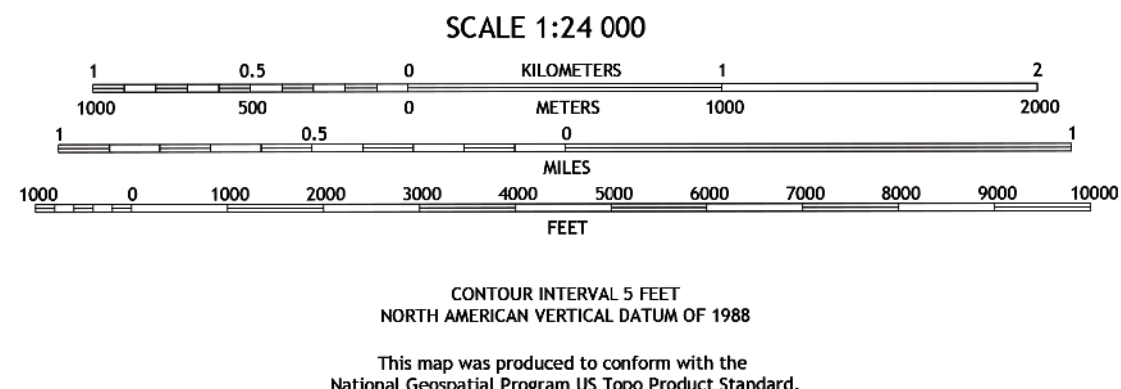 SCALE 1:24 000
1 0.5 0 KILOMETERS 1 2
1000 500 0 METERS 1000 2000
1 0.5 0 1
MILES
1000 0 1000 2000 3000 4000 5000 6000 7000 8000 9000 10000
FEET
CONTOUR INTERVAL 5 FEET
NORTH AMERICAN VERTICAL DATUM OF 1988
This map was produced to conform with the
National Geospatial Program US Topo Product Standard.